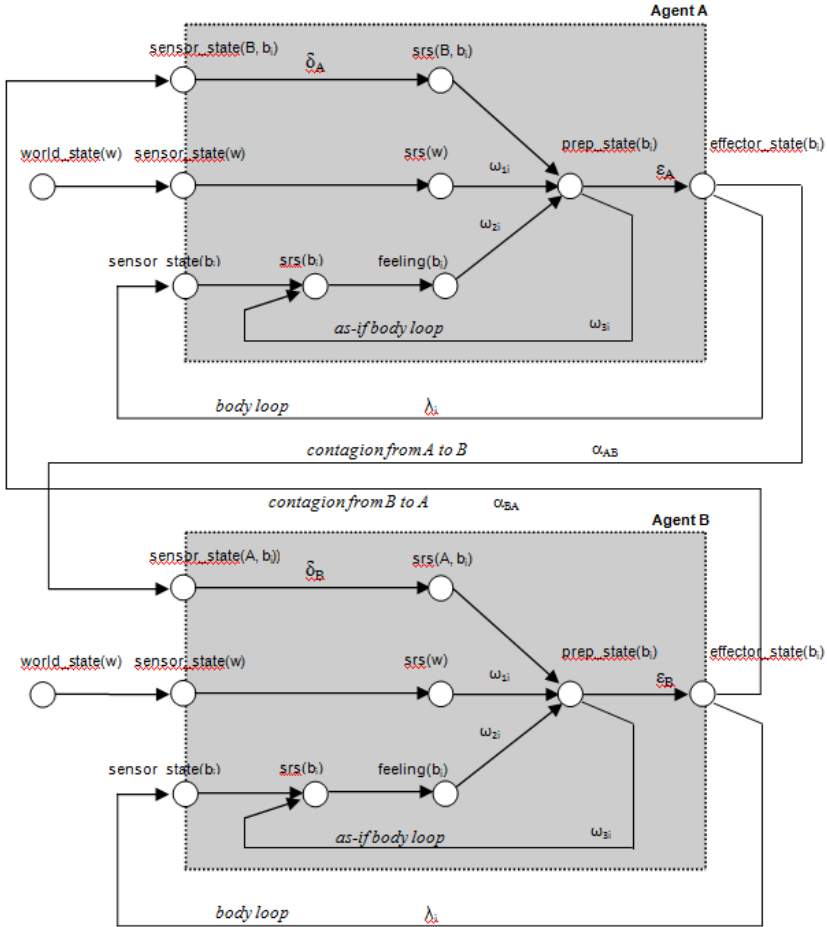 Agent A
sensor_state(B, bᵢ)
δA
srs(B, bᵢ)
world_state(w)
sensor_state(w)
srs(w)
ω₁ᵢ
prep_state(bᵢ)
εA
effector_state(bᵢ)
sensor_state(bᵢ)
srs(bᵢ)
feeling(bᵢ)
ω₂ᵢ
as-if body loop
ω₃ᵢ
body loop
λᵢ
contagion from A to B
αAB
contagion from B to A
αBA
Agent B
sensor_state(A, bᵢ))
δB
srs(A, bᵢ)
world_state(w)
sensor_state(w)
srs(w)
ω₁ᵢ
prep_state(bᵢ)
εB
effector_state(bᵢ)
sensor_state(bᵢ)
srs(bᵢ)
feeling(bᵢ)
ω₂ᵢ
as-if body loop
ω₃ᵢ
body loop
λᵢ